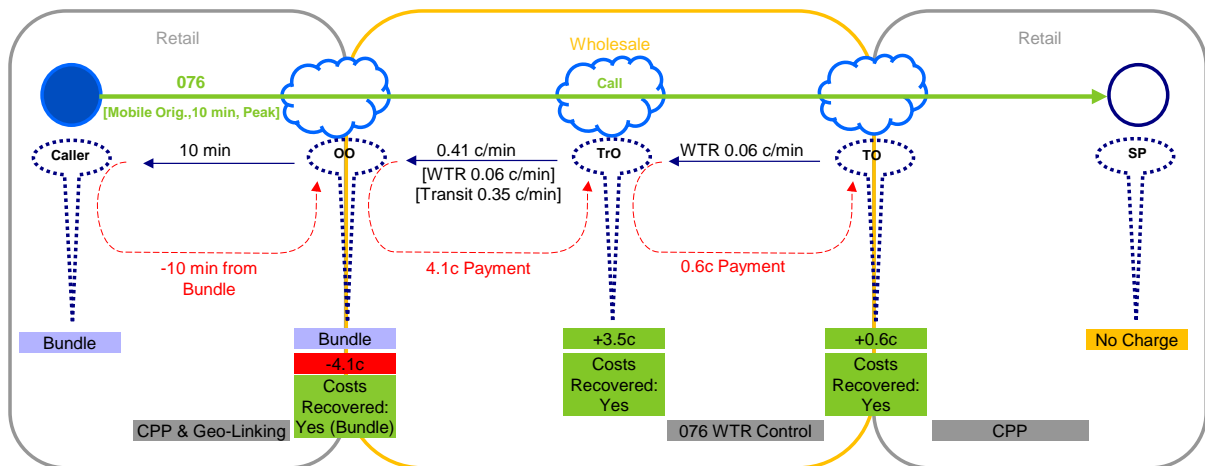 Retail
Wholesale
Retail
076
Call
[Mobile Orig.,10 min, Peak]
Caller
10 min
OO
0.41 c/min
[WTR 0.06 c/min]
[Transit 0.35 c/min]
TrO
WTR 0.06 c/min
TO
SP
-10 min from
Bundle
4.1c Payment
0.6c Payment
Bundle
Bundle
-4.1c
Costs
Recovered:
Yes (Bundle)
+3.5c
Costs
Recovered:
Yes
+0.6c
Costs
Recovered:
Yes
No Charge
CPP & Geo-Linking
076 WTR Control
CPP